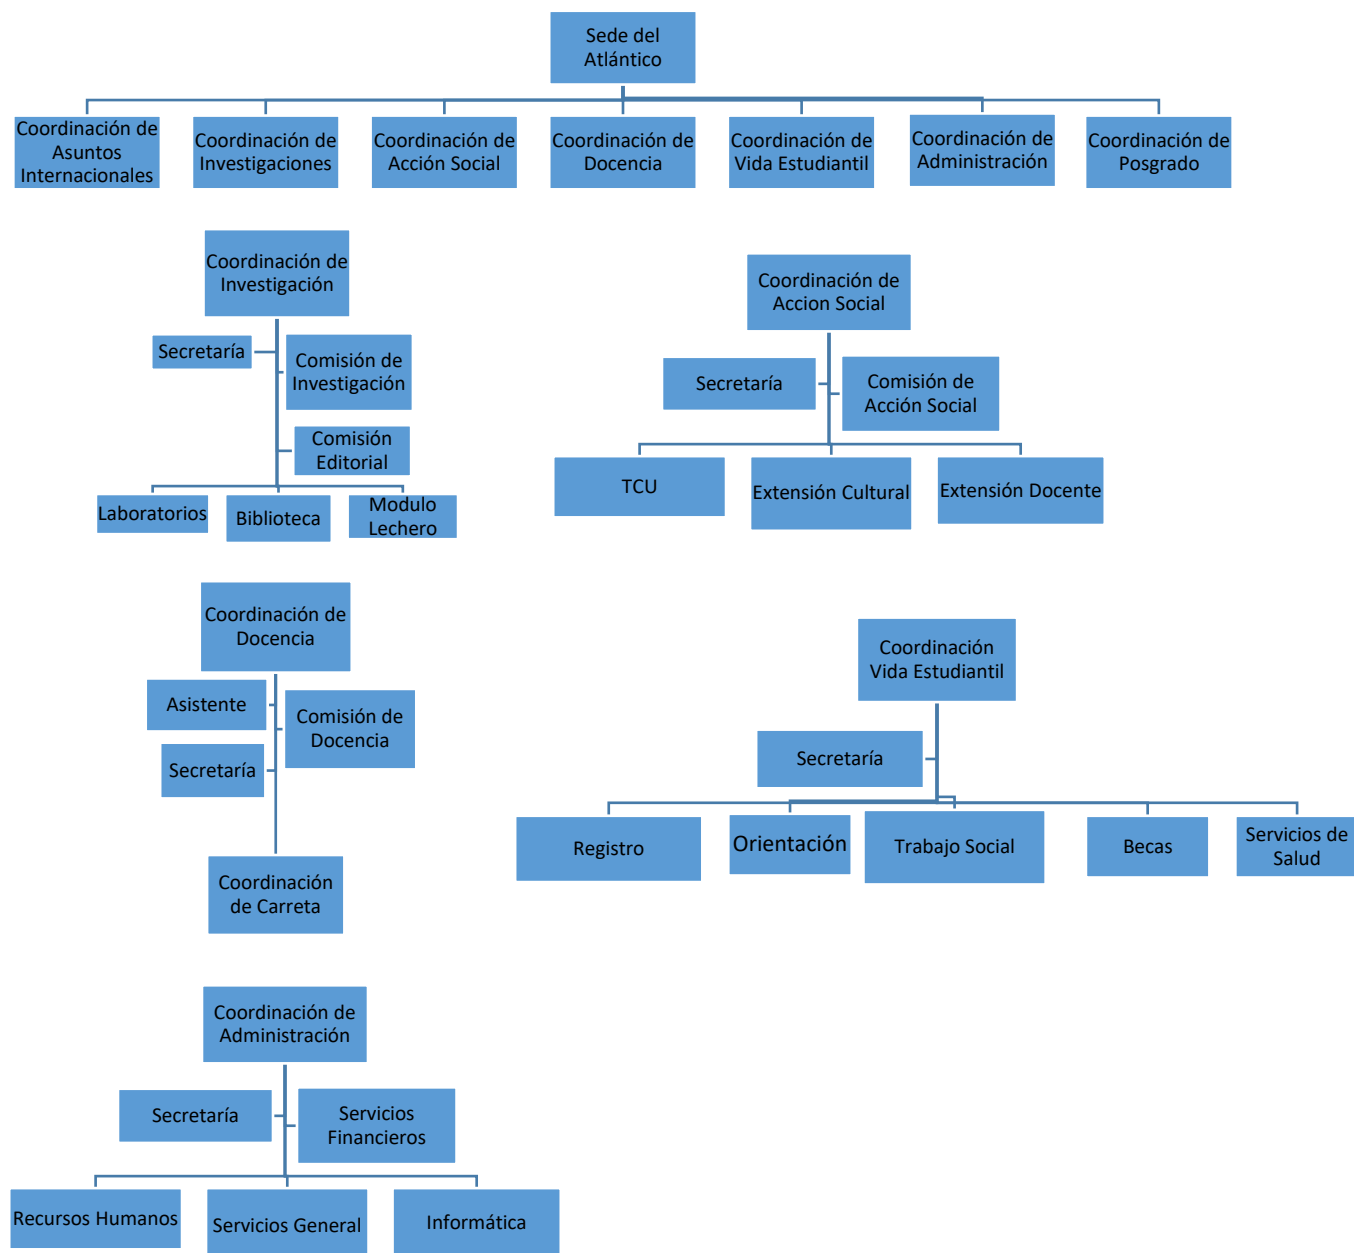 Sede del
Atlántico
Coordinación de
Asuntos
Internacionales
Coordinación de
Investigaciones
Coordinación de
Acción Social
Coordinación de
Docencia
Coordinación de
Vida Estudiantil
Coordinación de
Administración
Coordinación de
Posgrado
Coordinación de
Investigación
Secretaría
Comisión de
Investigación
Comisión
Editorial
Laboratorios
Biblioteca
Modulo
Lechero
Coordinación de
Accion Social
Secretaría
Comisión de
Acción Social
TCU
Extensión Cultural
Extensión Docente
Coordinación de
Docencia
Asistente
Comisión de
Docencia
Secretaría
Coordinación
de Carreta
Coordinación
Vida Estudiantil
Secretaría
Registro
Orientación
Trabajo Social
Becas
Servicios de
Salud
Coordinación de
Administración
Secretaría
Servicios
Financieros
Recursos Humanos
Servicios General
Informática